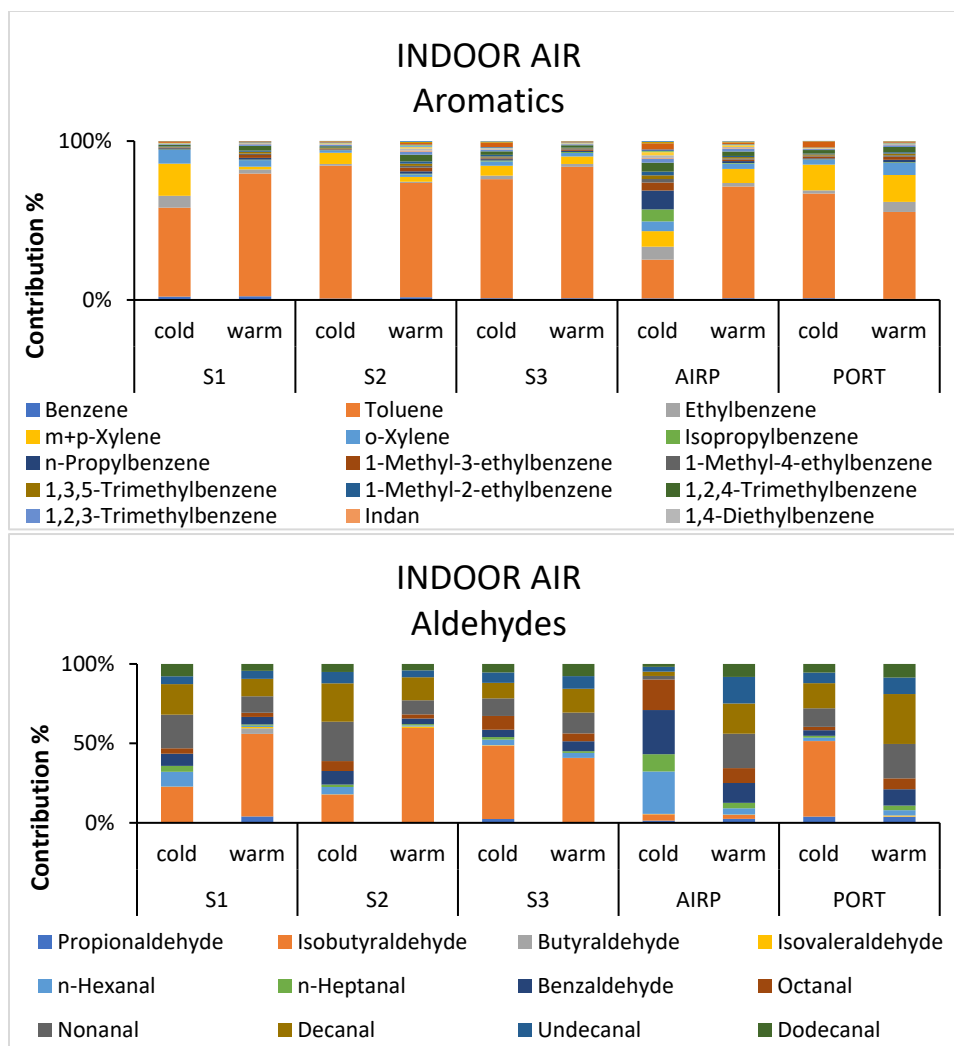 INDOOR AIR
Aromatics
100%
0%
Contribution %
cold warm cold warm cold warm cold warm cold warm
S1 S2 S3 AIRP PORT
Benzene Toluene Ethylbenzene
m+p-Xylene o-Xylene Isopropylbenzene
n-Propylbenzene 1-Methyl-3-ethylbenzene 1-Methyl-4-ethylbenzene
1,3,5-Trimethylbenzene 1-Methyl-2-ethylbenzene 1,2,4-Trimethylbenzene
1,2,3-Trimethylbenzene Indan 1,4-Diethylbenzene
INDOOR AIR
Aldehydes
100%
50%
0%
Contribution %
cold warm cold warm cold warm cold warm cold warm
S1 S2 S3 AIRP PORT
Propionaldehyde Isobutyraldehyde Butyraldehyde Isovaleraldehyde
n-Hexanal n-Heptanal Benzaldehyde Octanal
Nonanal Decanal Undecanal Dodecanal